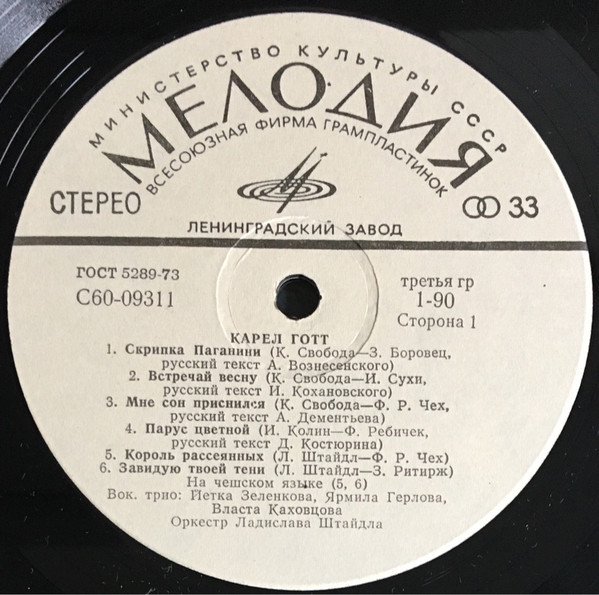 МИНИСТЕРСТВО КУЛЬТУРЫ СССР
МЕЛОДИЯ
ВСЕСОЮЗНАЯ ФИРМА ГРАМПЛАСТИНОК
СТЕРЕО
33
ЛЕНИНГРАДСКИЙ ЗАВОД
ГОСТ 5289-73
третья гр
С60-09311
1-90
Сторона 1
КАРЕЛ ГОТТ
1. Скрипка Паганини (К. Свобода—З. Боровец,
русский текст А. Вознесенского)
2. Встречай весну (К. Свобода—И. Сухи,
русский текст И. Кохановского)
3. Мне сон приснился (К. Свобода—Ф. Р. Чех,
русский текст А. Дементьева)
4. Парус цветной (И. Колин—Ф. Ребичек,
русский текст Д. Костюрина)
5. Король рассеянных (Л. Штайдл—Ф. Р. Чех)
6. Завидую твоей тени (Л. Штайдл—З. Ритирж)
На чешском языке (5, 6)
Вок. трио: Йетка Зеленкова, Ярмила Герлова,
Власта Каховцова
Оркестр Ладислава Штайдла